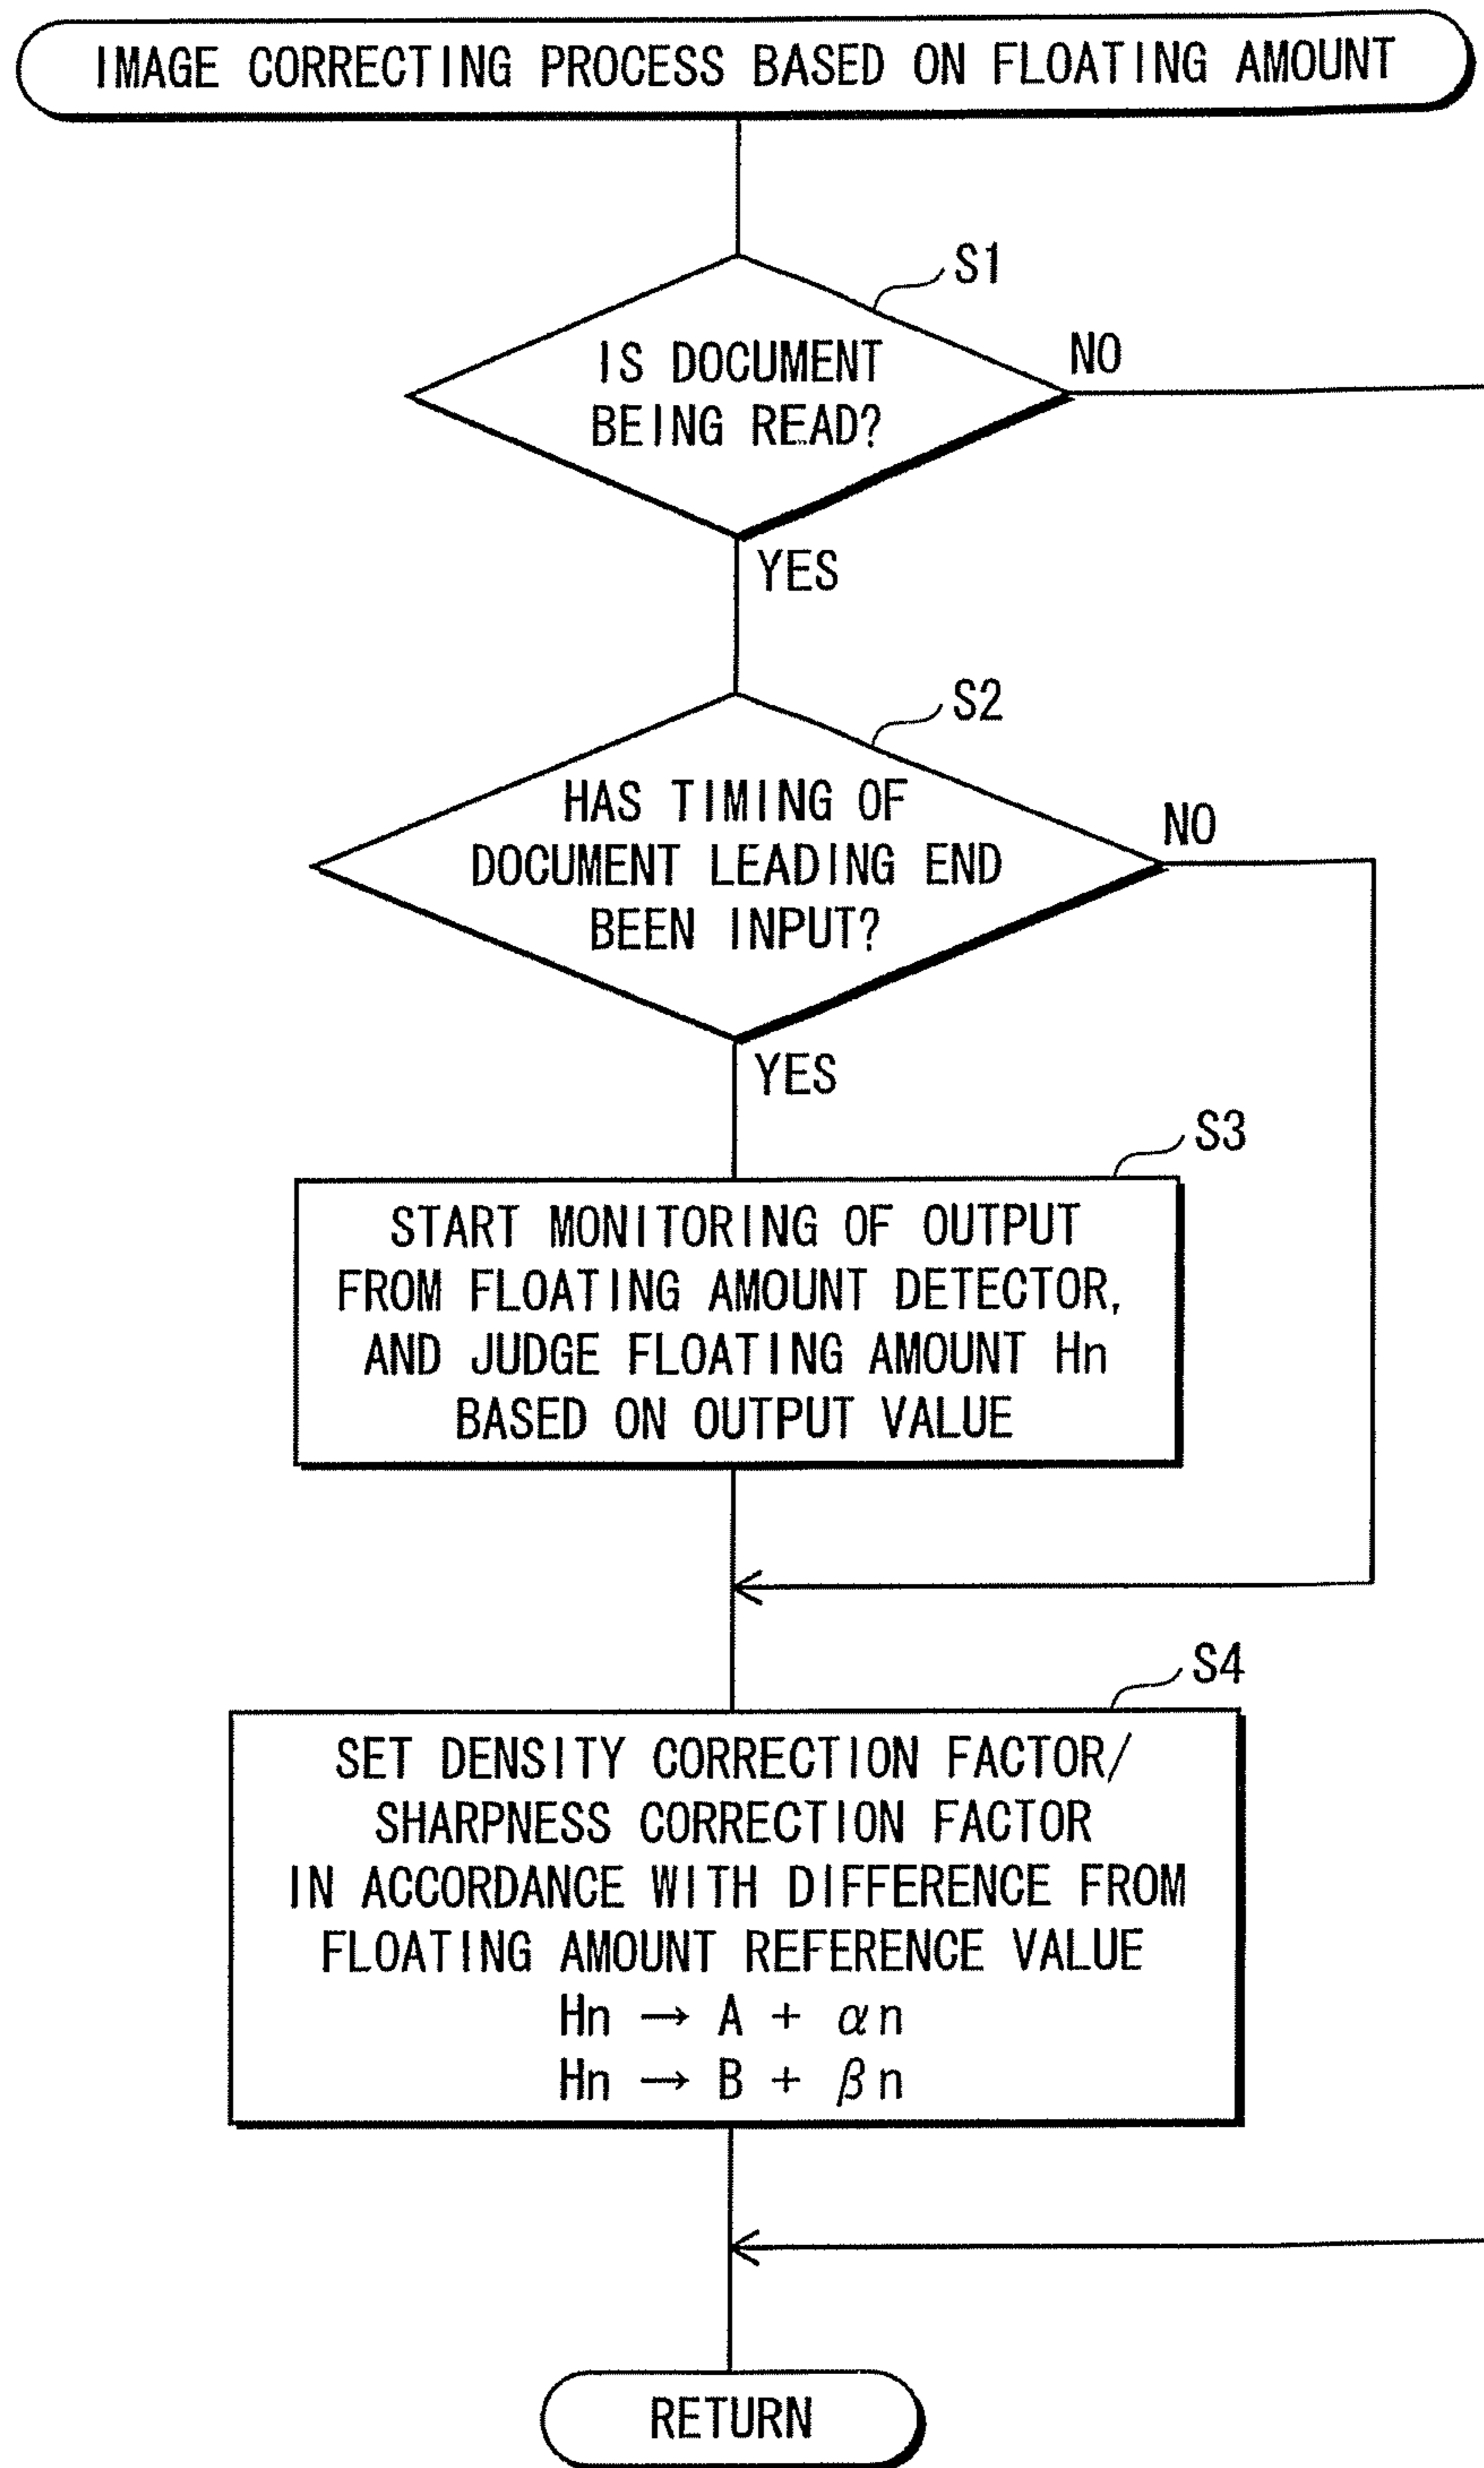 IMAGE CORRECTING PROCESS BASED ON FLOATING AMOUNT
S1
IS DOCUMENT
BEING READ?
NO
YES
S2
HAS TIMING OF
DOCUMENT LEADING END
BEEN INPUT?
NO
YES
S3
START MONITORING OF OUTPUT
FROM FLOATING AMOUNT DETECTOR,
AND JUDGE FLOATING AMOUNT Hn
BASED ON OUTPUT VALUE
S4
SET DENSITY CORRECTION FACTOR/
SHARPNESS CORRECTION FACTOR
IN ACCORDANCE WITH DIFFERENCE FROM
FLOATING AMOUNT REFERENCE VALUE
Hn → A + αn
Hn → B + βn
RETURN